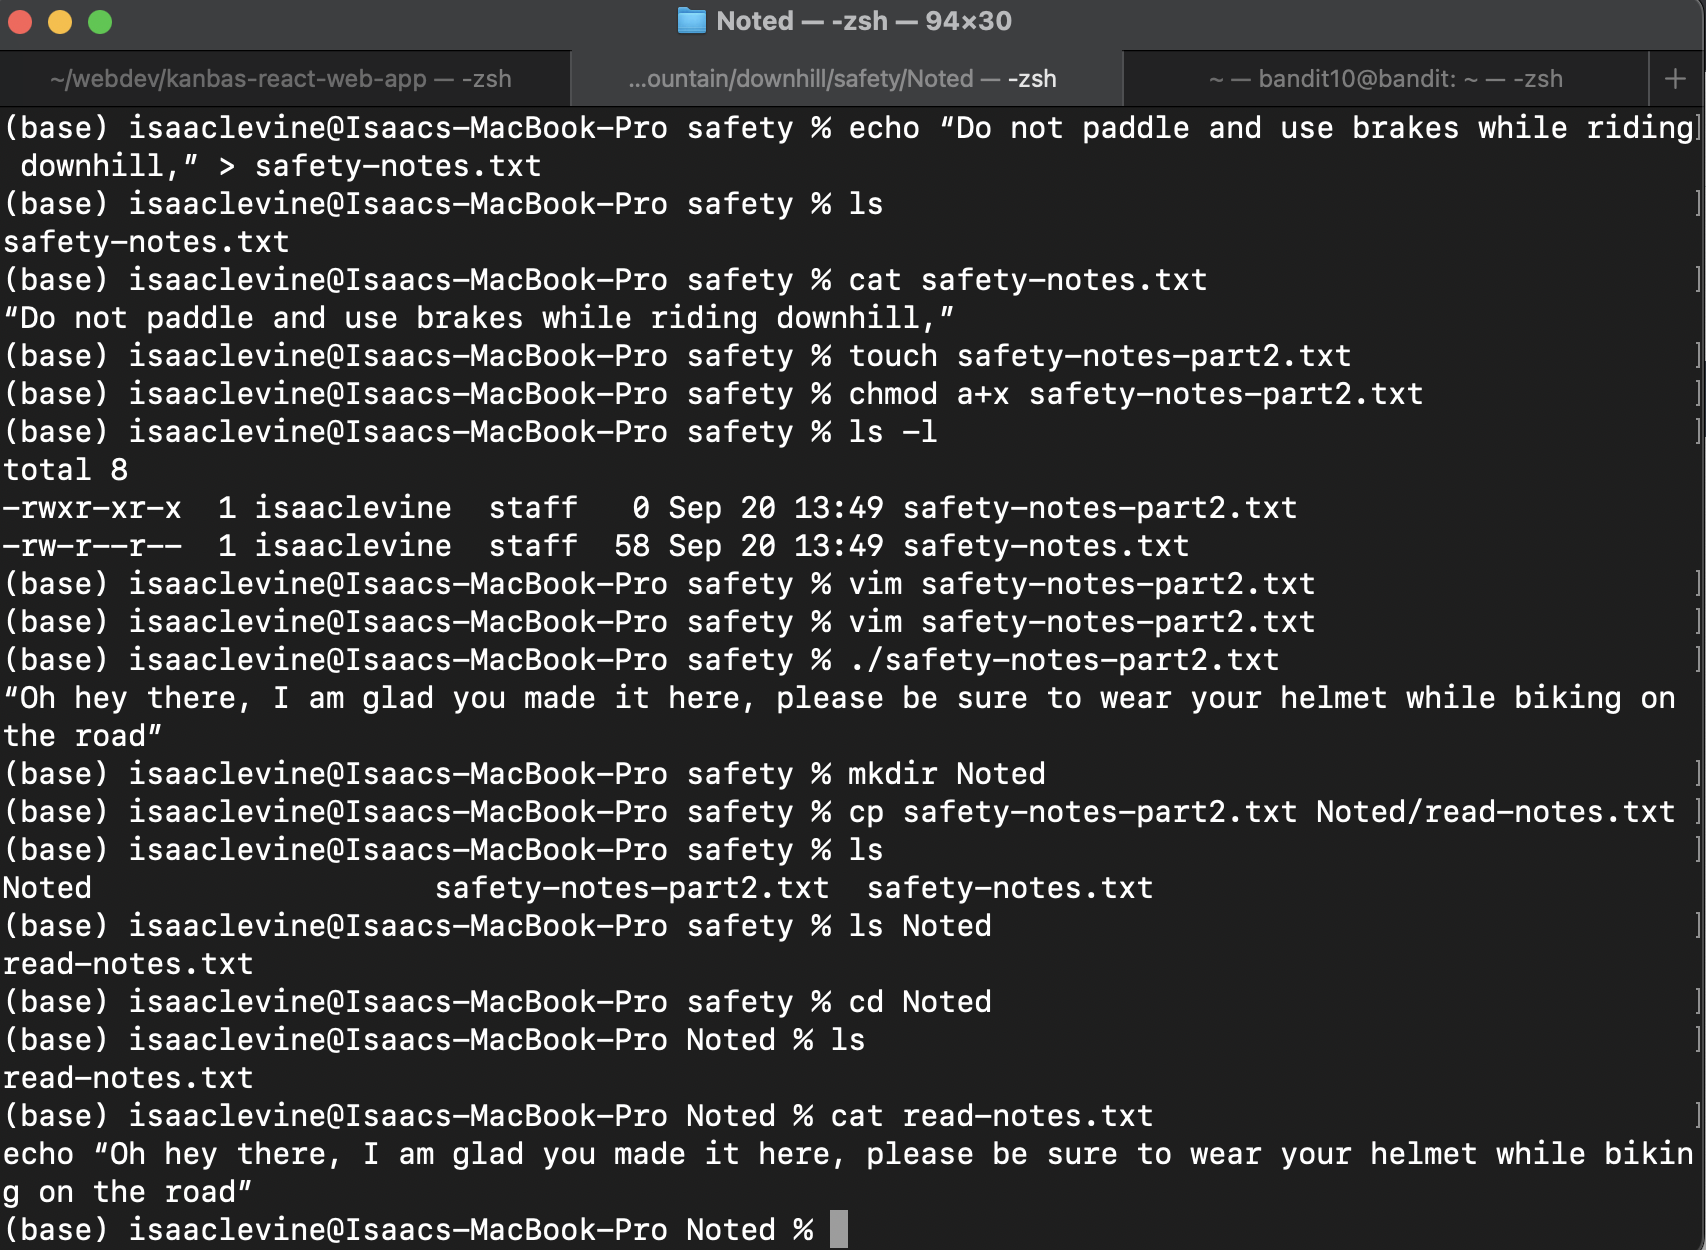 Noted — -zsh — 94×30
~/webdev/kanbas-react-web-app — -zsh
...ountain/downhill/safety/Noted — -zsh
~ — bandit10@bandit: ~ — -zsh
+
(base) isaaclevine@Isaacs-MacBook-Pro safety % echo “Do not paddle and use brakes while riding
 downhill,” > safety-notes.txt
(base) isaaclevine@Isaacs-MacBook-Pro safety % ls
safety-notes.txt
(base) isaaclevine@Isaacs-MacBook-Pro safety % cat safety-notes.txt
“Do not paddle and use brakes while riding downhill,”
(base) isaaclevine@Isaacs-MacBook-Pro safety % touch safety-notes-part2.txt
(base) isaaclevine@Isaacs-MacBook-Pro safety % chmod a+x safety-notes-part2.txt
(base) isaaclevine@Isaacs-MacBook-Pro safety % ls -l
total 8
-rwxr-xr-x  1 isaaclevine  staff   0 Sep 20 13:49 safety-notes-part2.txt
-rw-r--r--  1 isaaclevine  staff  58 Sep 20 13:49 safety-notes.txt
(base) isaaclevine@Isaacs-MacBook-Pro safety % vim safety-notes-part2.txt
(base) isaaclevine@Isaacs-MacBook-Pro safety % vim safety-notes-part2.txt
(base) isaaclevine@Isaacs-MacBook-Pro safety % ./safety-notes-part2.txt
“Oh hey there, I am glad you made it here, please be sure to wear your helmet while biking on
the road”
(base) isaaclevine@Isaacs-MacBook-Pro safety % mkdir Noted
(base) isaaclevine@Isaacs-MacBook-Pro safety % cp safety-notes-part2.txt Noted/read-notes.txt
(base) isaaclevine@Isaacs-MacBook-Pro safety % ls
Noted                   safety-notes-part2.txt  safety-notes.txt
(base) isaaclevine@Isaacs-MacBook-Pro safety % ls Noted
read-notes.txt
(base) isaaclevine@Isaacs-MacBook-Pro safety % cd Noted
(base) isaaclevine@Isaacs-MacBook-Pro Noted % ls
read-notes.txt
(base) isaaclevine@Isaacs-MacBook-Pro Noted % cat read-notes.txt
echo “Oh hey there, I am glad you made it here, please be sure to wear your helmet while bikin
g on the road”
(base) isaaclevine@Isaacs-MacBook-Pro Noted %